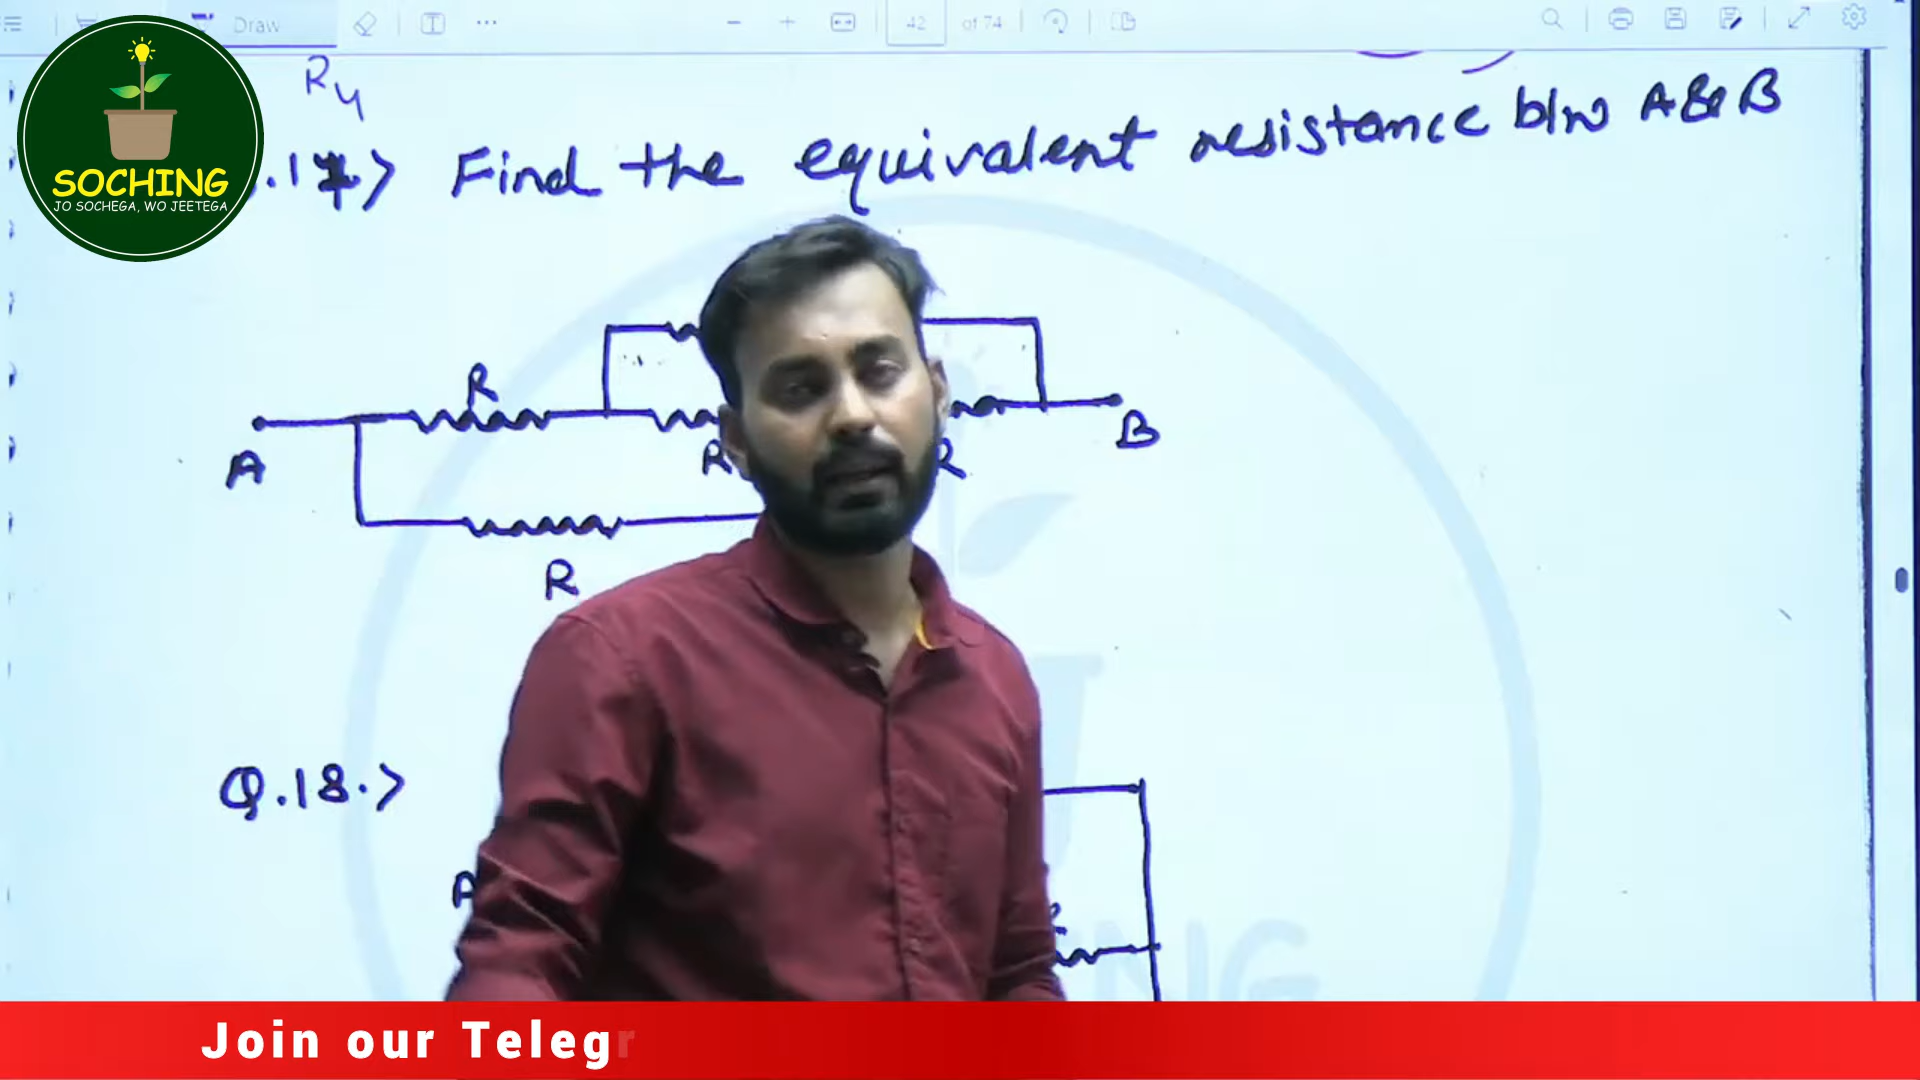 Draw
42 of 74
R4
.17.> Find the equivalent resistance b/w A & B
SOCHING
JO SOCHEGA, WO JEETEGA
R
A
B
R
R
R
Q.18.>
A
Join our Teleg